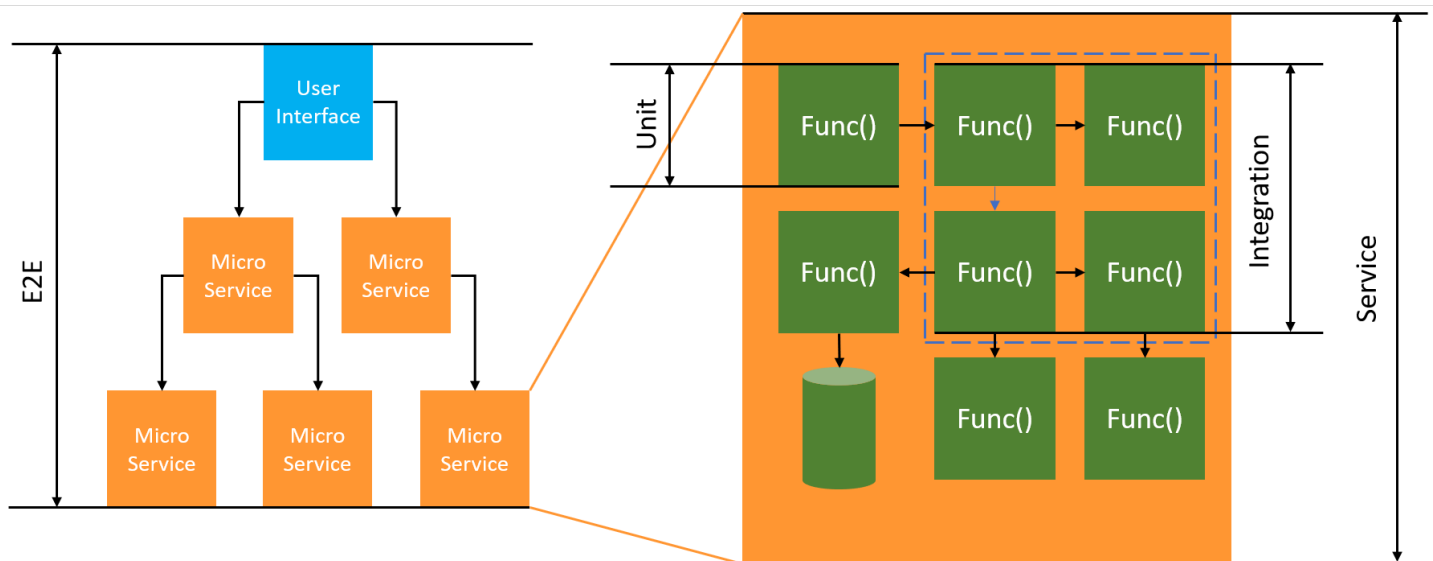 E2E
User
Interface
Micro
Service
Micro
Service
Micro
Service
Micro
Service
Micro
Service
Unit
Func()
Func()
Func()
Func()
Func()
Func()
Func()
Func()
Integration
Service